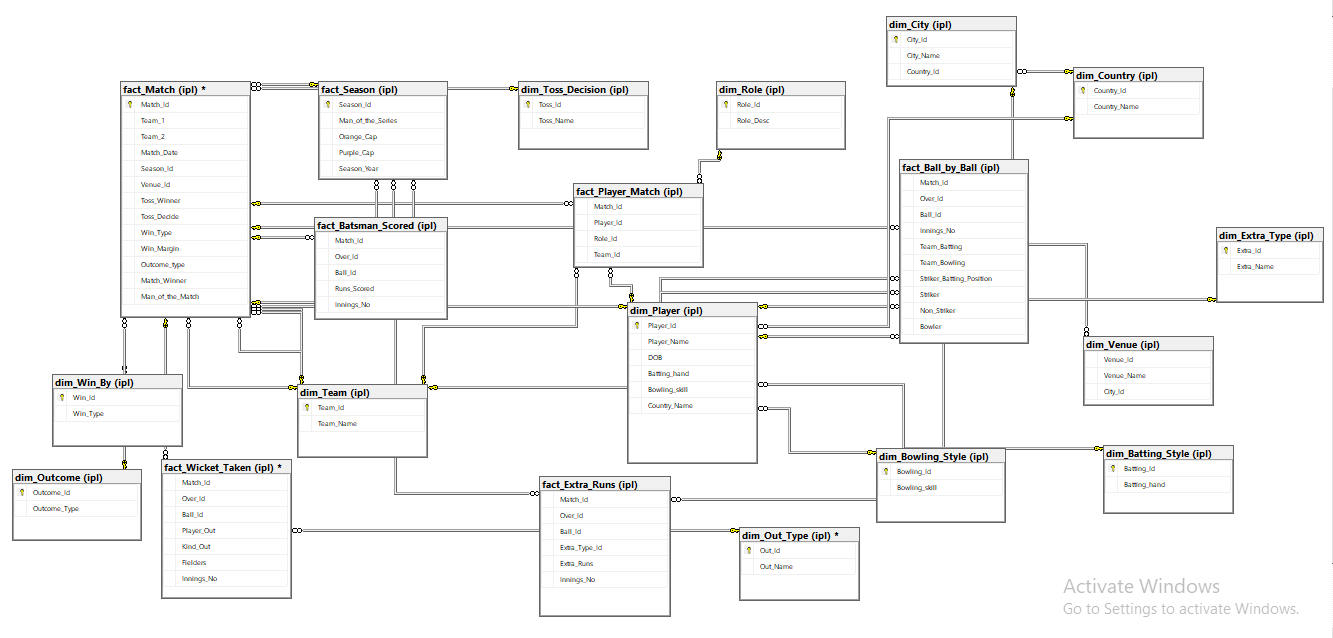 dim_City (ipl)
City_Id
City_Name
Country_Id
dim_Country (ipl)
Country_Id
Country_Name
fact_Match (ipl) *
Match_Id
Team_1
Team_2
Match_Date
Season_Id
Venue_Id
Toss_Winner
Toss_Decide
Win_Type
Win_Margin
Outcome_type
Match_Winner
Man_of_the_Match
fact_Season (ipl)
Season_Id
Man_of_the_Series
Orange_Cap
Purple_Cap
Season_Year
dim_Toss_Decision (ipl)
Toss_Id
Toss_Name
dim_Role (ipl)
Role_Id
Role_Desc
fact_Player_Match (ipl)
Match_Id
Player_Id
Role_Id
Team_Id
fact_Ball_by_Ball (ipl)
Match_Id
Over_Id
Ball_Id
Innings_No
Team_Batting
Team_Bowling
Striker_Batting_Position
Striker
Non_Striker
Bowler
fact_Batsman_Scored (ipl)
Match_Id
Over_Id
Ball_Id
Runs_Scored
Innings_No
dim_Extra_Type (ipl)
Extra_Id
Extra_Name
dim_Player (ipl)
Player_Id
Player_Name
DOB
Batting_hand
Bowling_skill
Country_Name
dim_Venue (ipl)
Venue_Id
Venue_Name
City_Id
dim_Win_By (ipl)
Win_Id
Win_Type
dim_Team (ipl)
Team_Id
Team_Name
dim_Outcome (ipl)
Outcome_Id
Outcome_Type
fact_Wicket_Taken (ipl) *
Match_Id
Over_Id
Ball_Id
Player_Out
Kind_Out
Fielders
Innings_No
fact_Extra_Runs (ipl)
Match_Id
Over_Id
Ball_Id
Extra_Type_Id
Extra_Runs
Innings_No
dim_Bowling_Style (ipl)
Bowling_Id
Bowling_skill
dim_Batting_Style (ipl)
Batting_Id
Batting_hand
dim_Out_Type (ipl) *
Out_Id
Out_Name
Activate Windows
Go to Settings to activate Windows.